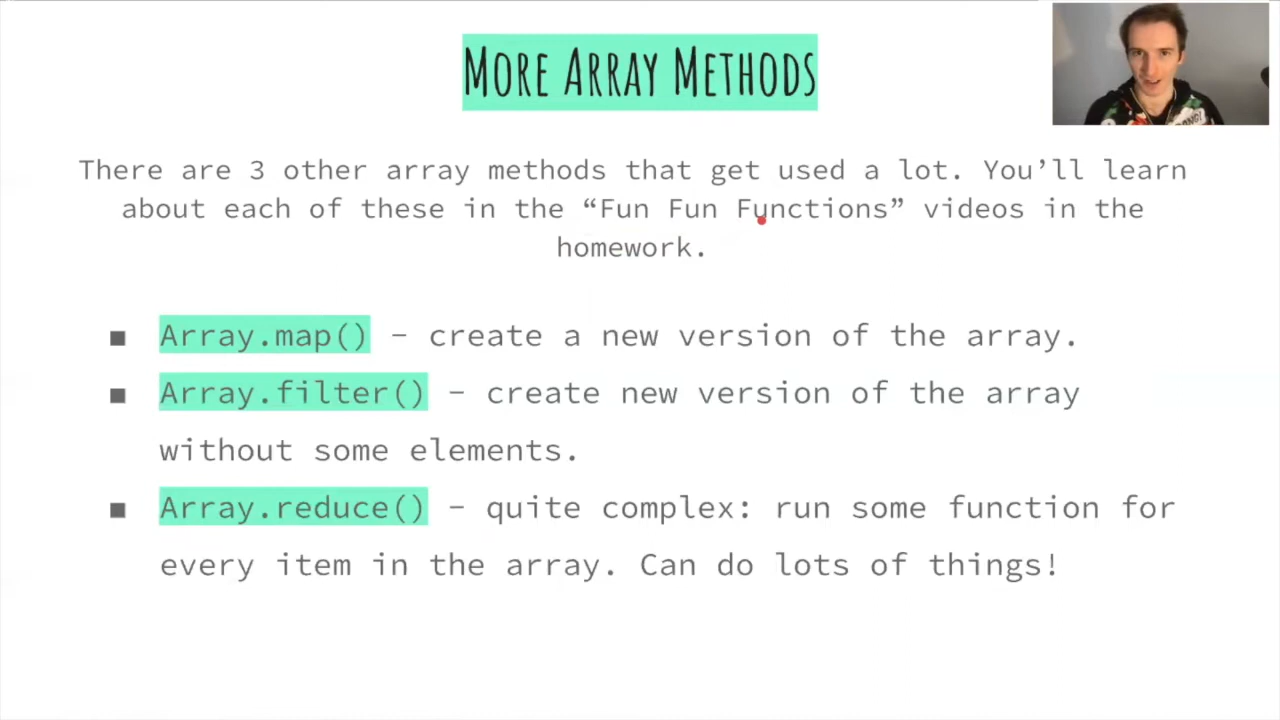 More Array Methods
There are 3 other array methods that get used a lot. You’ll learn
about each of these in the “Fun Fun Functions” videos in the
homework.
■ Array.map() – create a new version of the array.
■ Array.filter() – create new version of the array
without some elements.
■ Array.reduce() – quite complex: run some function for
every item in the array. Can do lots of things!